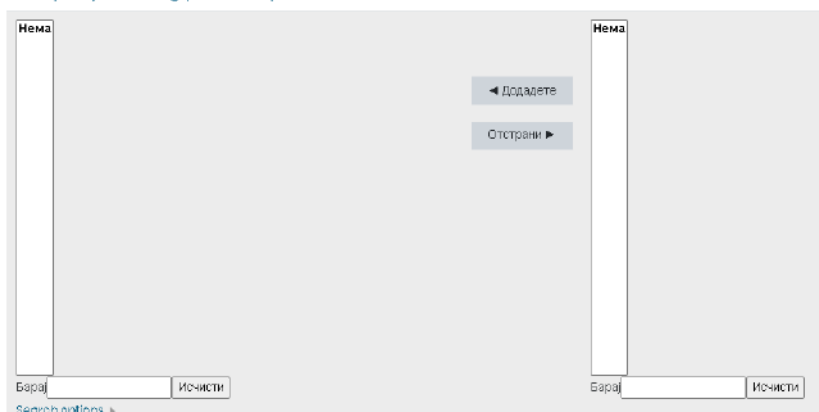 Нема
Нема
◄ Додадете
Отстрани ►
Барај
Исчисти
Барај
Исчисти
Search options ►